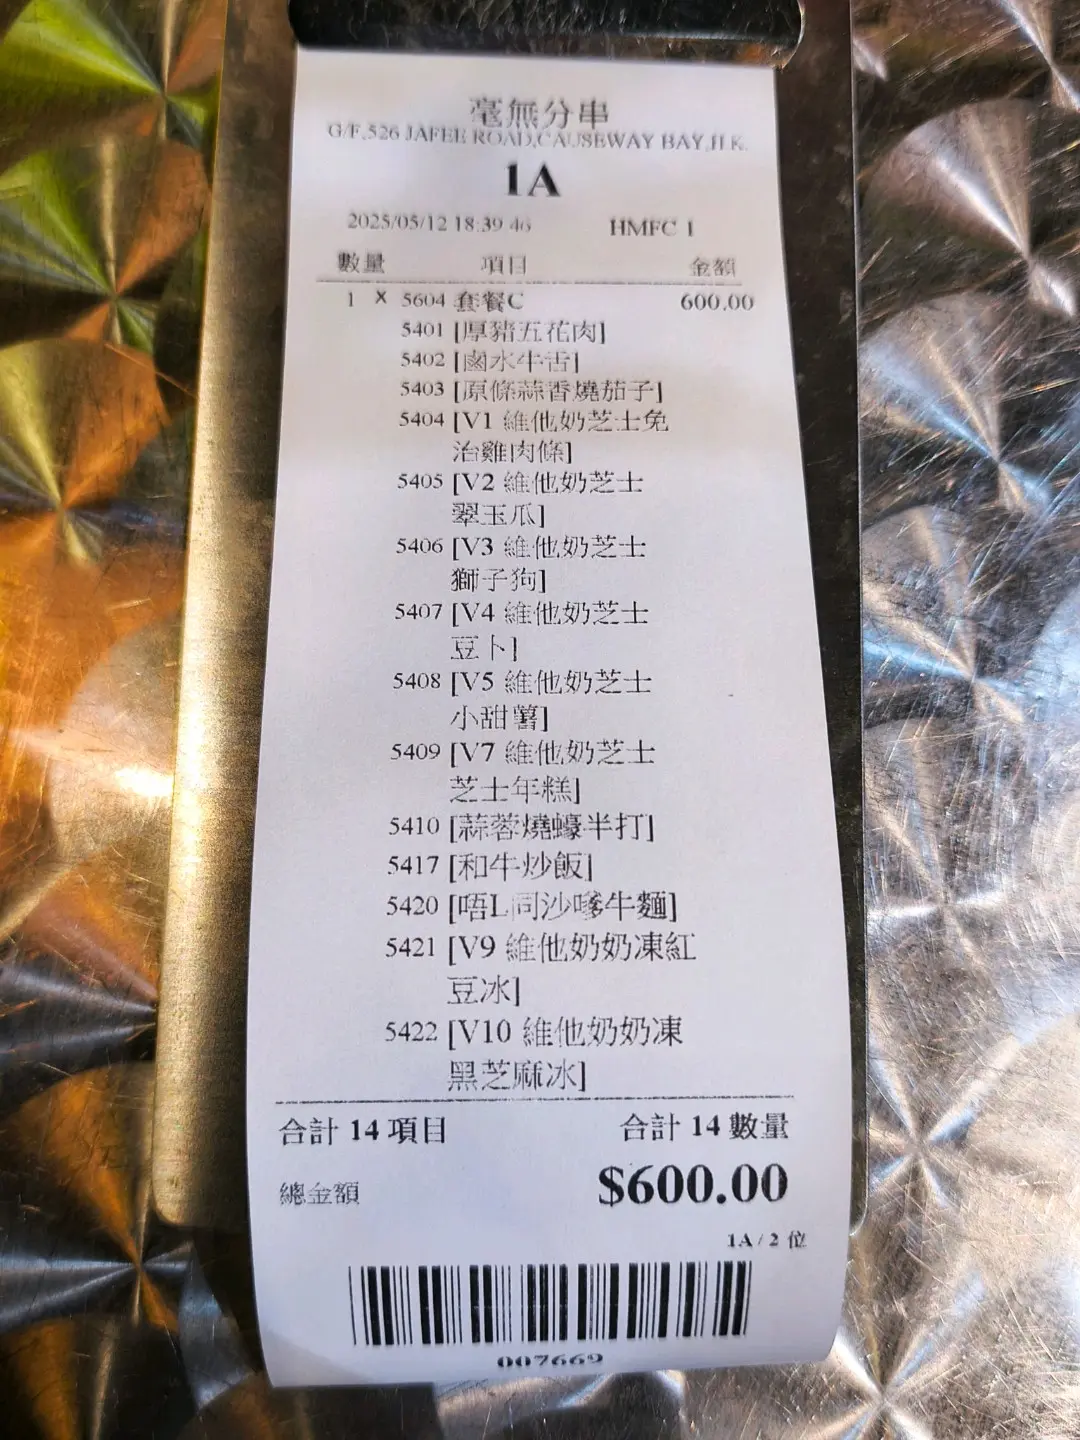 毫無分串
G/F,526 JAFEE ROAD,CAUSEWAY BAY,H.K.
1A
2025/05/12 18:39:46 HMFC 1
數量 項目 金額
1 X 5604 套餐C 600.00
5401 [厚豬五花肉]
5402 [鹵水牛舌]
5403 [原條蒜香燒茄子]
5404 [V1 維他奶芝士免
治雞肉條]
5405 [V2 維他奶芝士
翠玉瓜]
5406 [V3 維他奶芝士
獅子狗]
5407 [V4 維他奶芝士
豆卜]
5408 [V5 維他奶芝士
小甜薯]
5409 [V7 維他奶芝士
芝士年糕]
5410 [蒜蓉燒蠔半打]
5417 [和牛炒飯]
5420 [唔L同沙嗲牛麵]
5421 [V9 維他奶奶凍紅
豆冰]
5422 [V10 維他奶奶凍
黑芝麻冰]
合計 14 項目 合計 14 數量
總金額 $600.00
1A / 2 位
007669